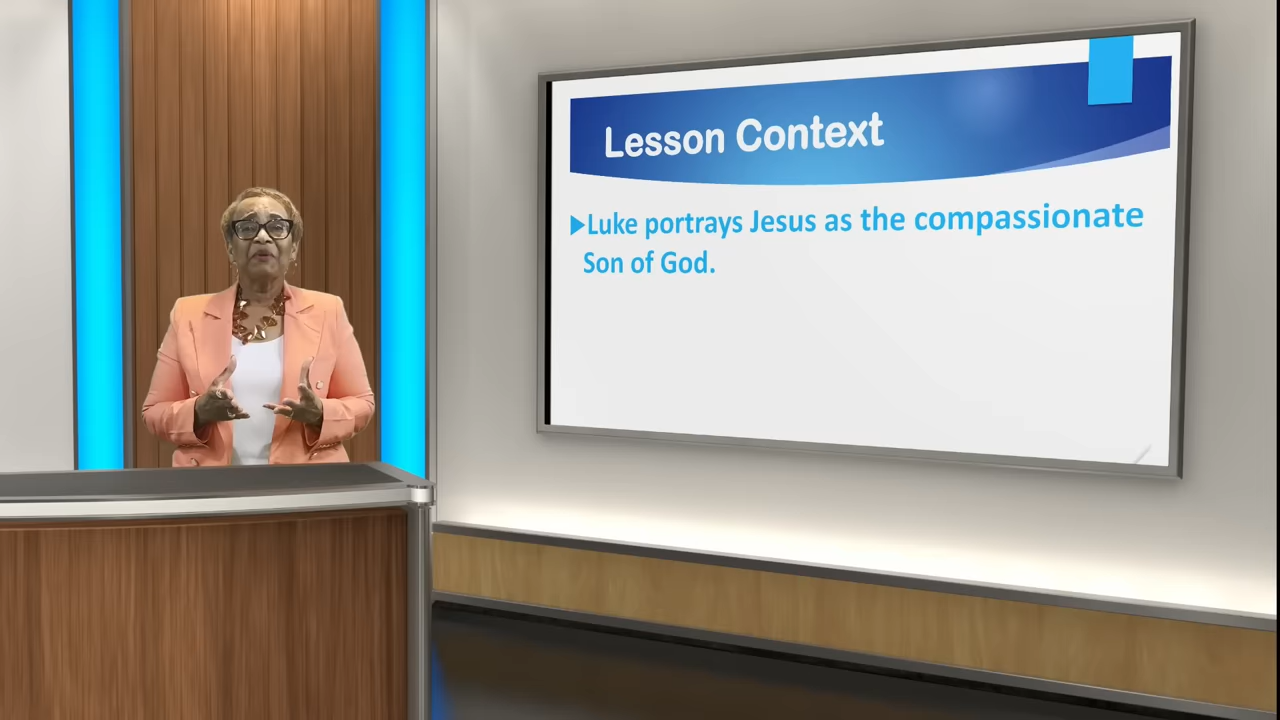 Lesson Context
▶Luke portrays Jesus as the compassionate
Son of God.